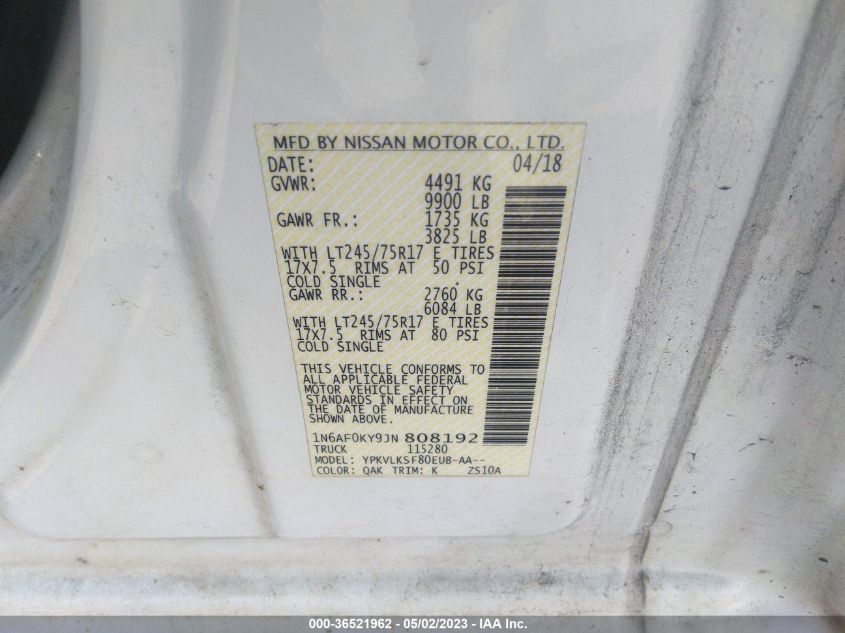 MFD BY NISSAN MOTOR CO., LTD.
DATE: 04/18
GVWR: 4491 KG
9900 LB
GAWR FR.: 1735 KG
3825 LB
WITH LT245/75R17 E TIRES
17X7.5 RIMS AT 50 PSI
COLD SINGLE
GAWR RR.: 2760 KG
6084 LB
WITH LT245/75R17 E TIRES
17X7.5 RIMS AT 80 PSI
COLD SINGLE
THIS VEHICLE CONFORMS TO
ALL APPLICABLE FEDERAL
MOTOR VEHICLE SAFETY
STANDARDS IN EFFECT ON
THE DATE OF MANUFACTURE
SHOWN ABOVE.
1N6AF0KY9JN 808192
TRUCK 115280
MODEL: YPKVLKSF80EUB-AA--
COLOR: QAK TRIM: K ZS10A
000-36521962 - 05/02/2023 - IAA Inc.